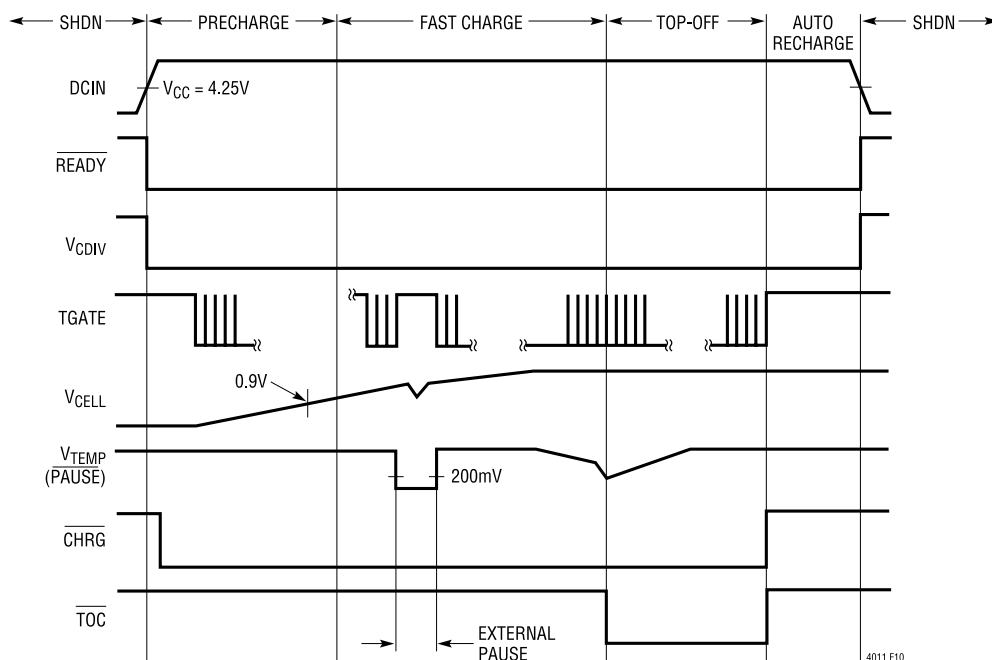 SHDN PRECHARGE FAST CHARGE TOP-OFF AUTO RECHARGE SHDN
DCIN
VCC = 4.25V
READY
VCDIV
TGATE
0.9V
VCELL
VTEMP
(PAUSE)
200mV
CHRG
TOC
EXTERNAL
PAUSE
4011 F10